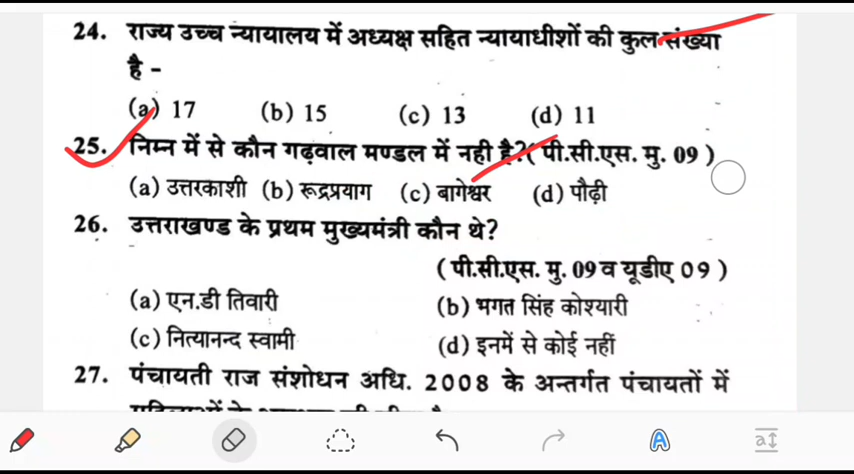 24. राज्य उच्च न्यायालय में अध्यक्ष सहित न्यायाधीशों की कुल संख्या
है -
(a) 17 (b) 15 (c) 13 (d) 11
25. निम्न में से कौन गढ़वाल मण्डल में नही है? ( पी.सी.एस. मु. 09 )
(a) उत्तरकाशी (b) रूद्रप्रयाग (c) बागेश्वर (d) पौढ़ी
26. उत्तराखण्ड के प्रथम मुख्यमंत्री कौन थे?
( पी.सी.एस. मु. 09 व यूडीए 09 )
(a) एन.डी तिवारी (b) भगत सिंह कोश्यारी
(c) नित्यानन्द स्वामी (d) इनमें से कोई नहीं
27. पंचायती राज संशोधन अधि. 2008 के अन्तर्गत पंचायतों में
A a